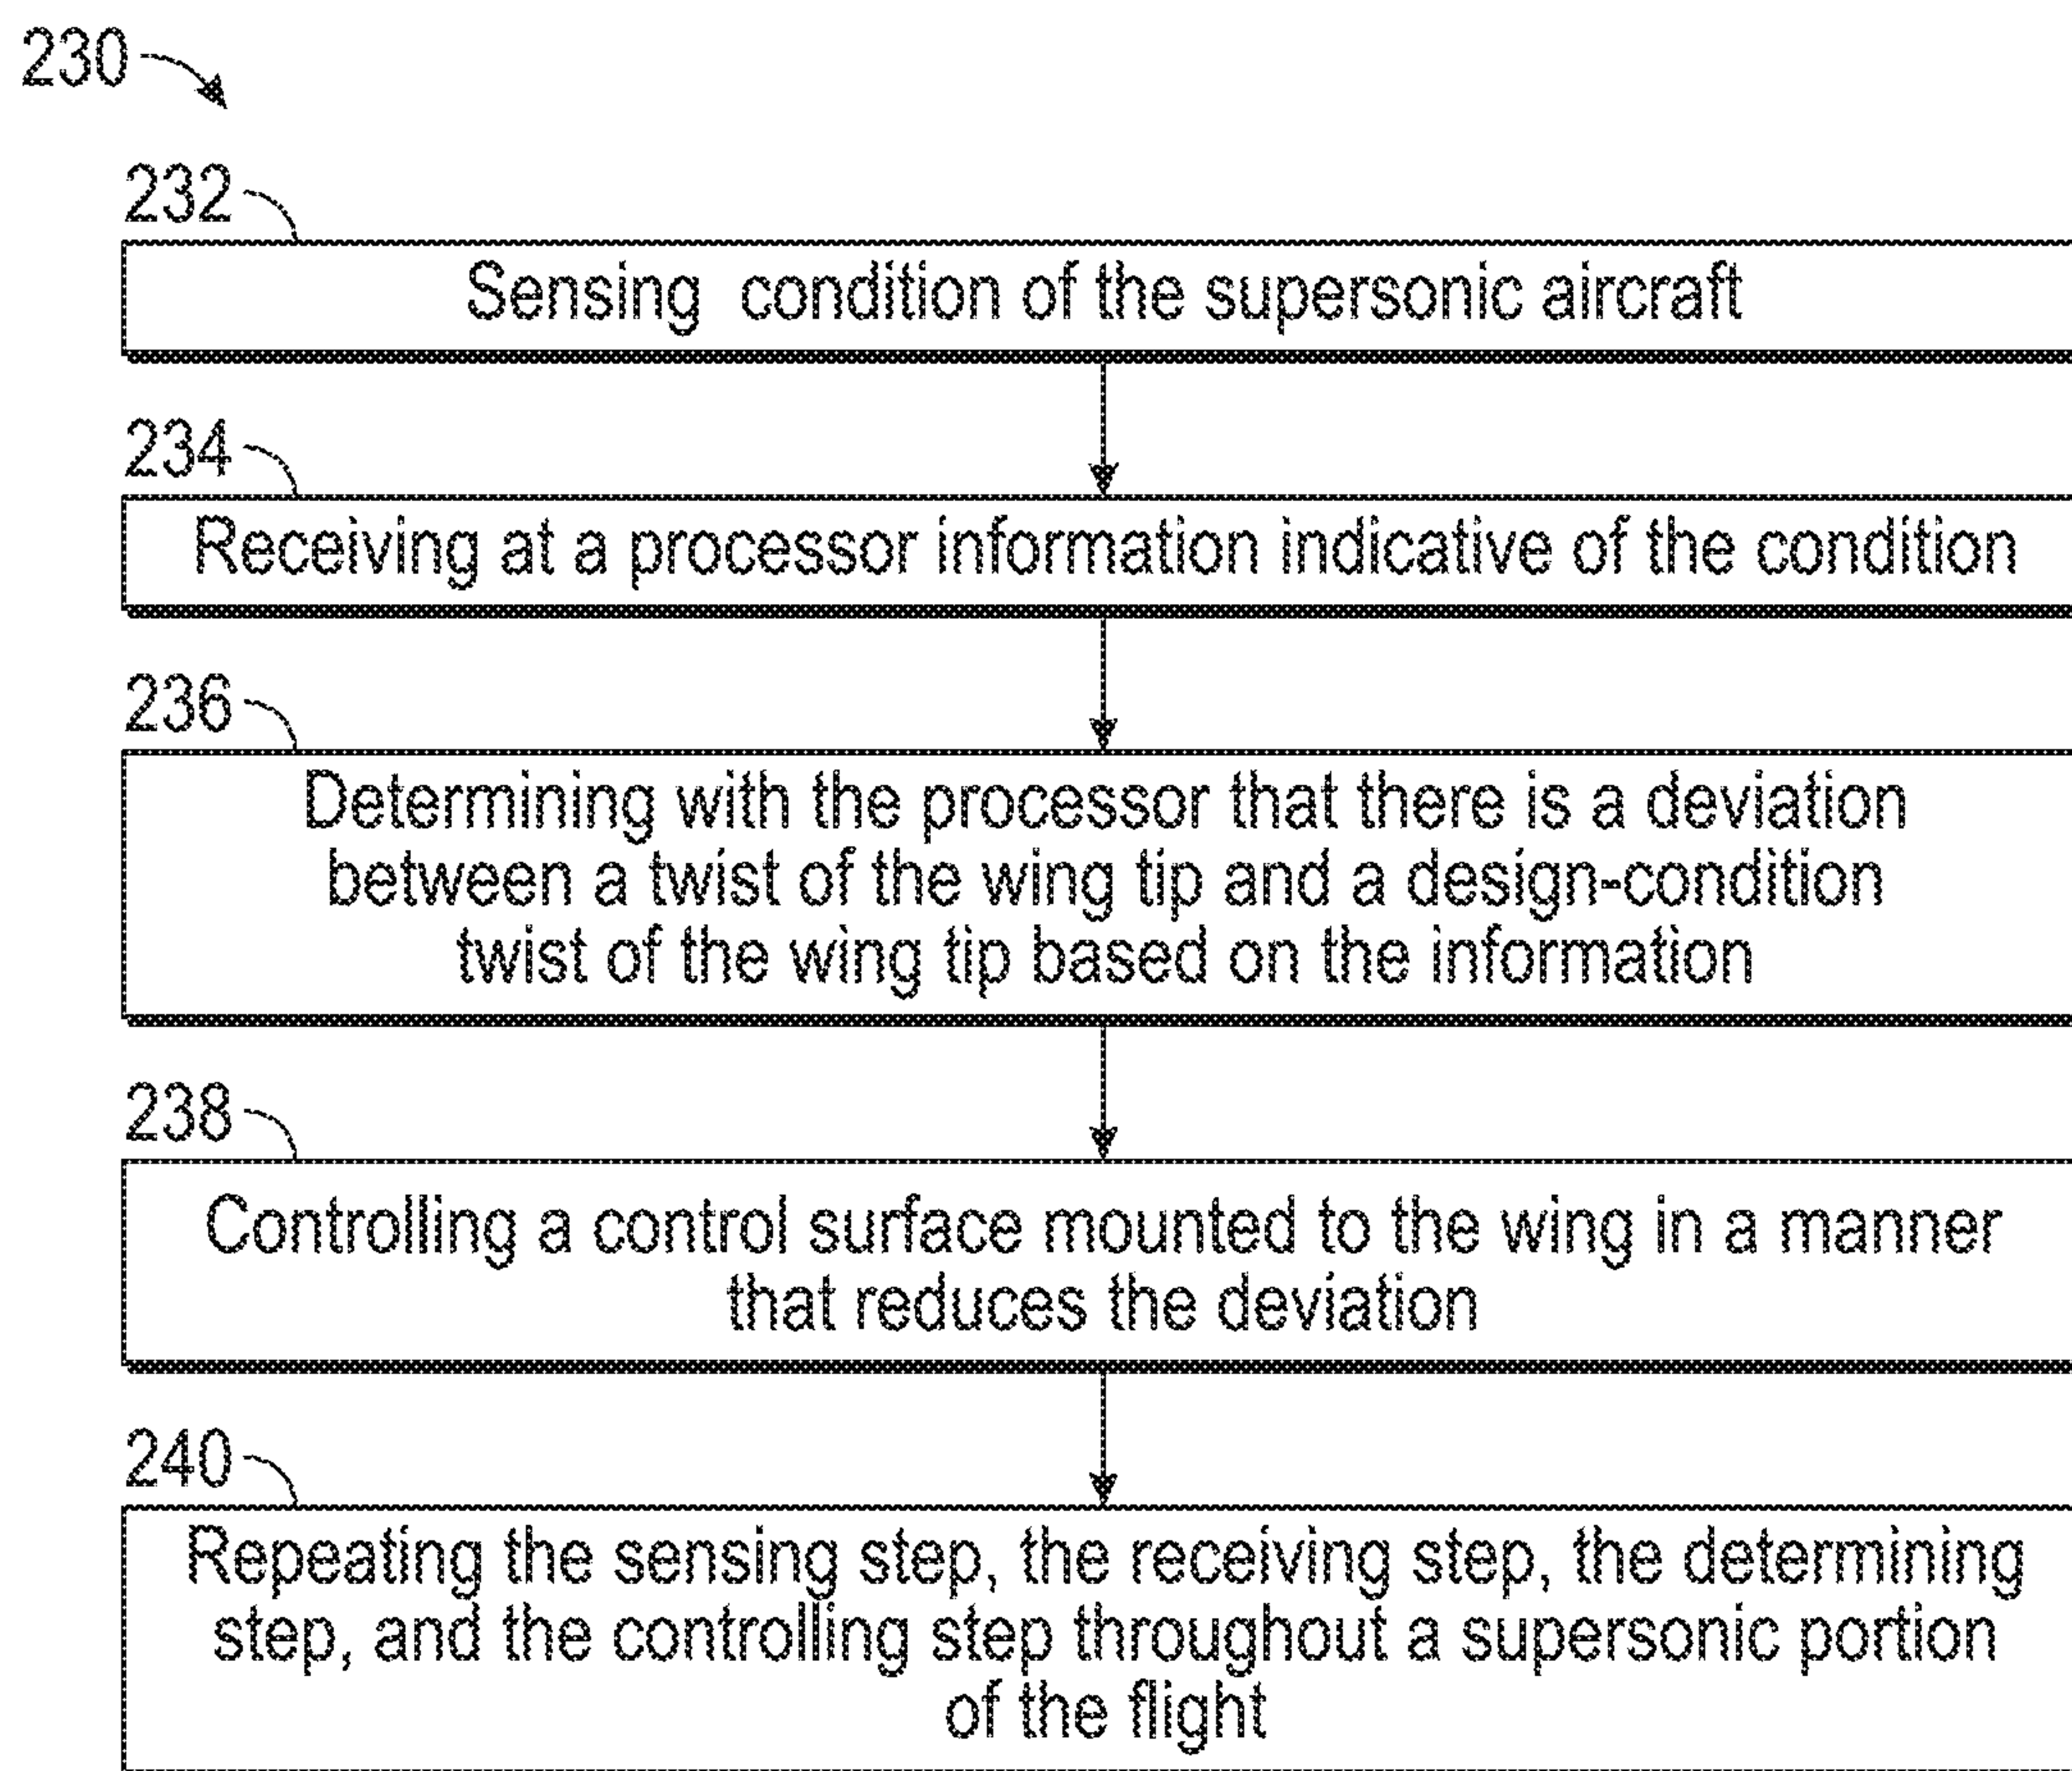 230
232
Sensing condition of the supersonic aircraft
234
Receiving at a processor information indicative of the condition
236
Determining with the processor that there is a deviation
between a twist of the wing tip and a design-condition
twist of the wing tip based on the information
238
Controlling a control surface mounted to the wing in a manner
that reduces the deviation
240
Repeating the sensing step, the receiving step, the determining
step, and the controlling step throughout a supersonic portion
of the flight